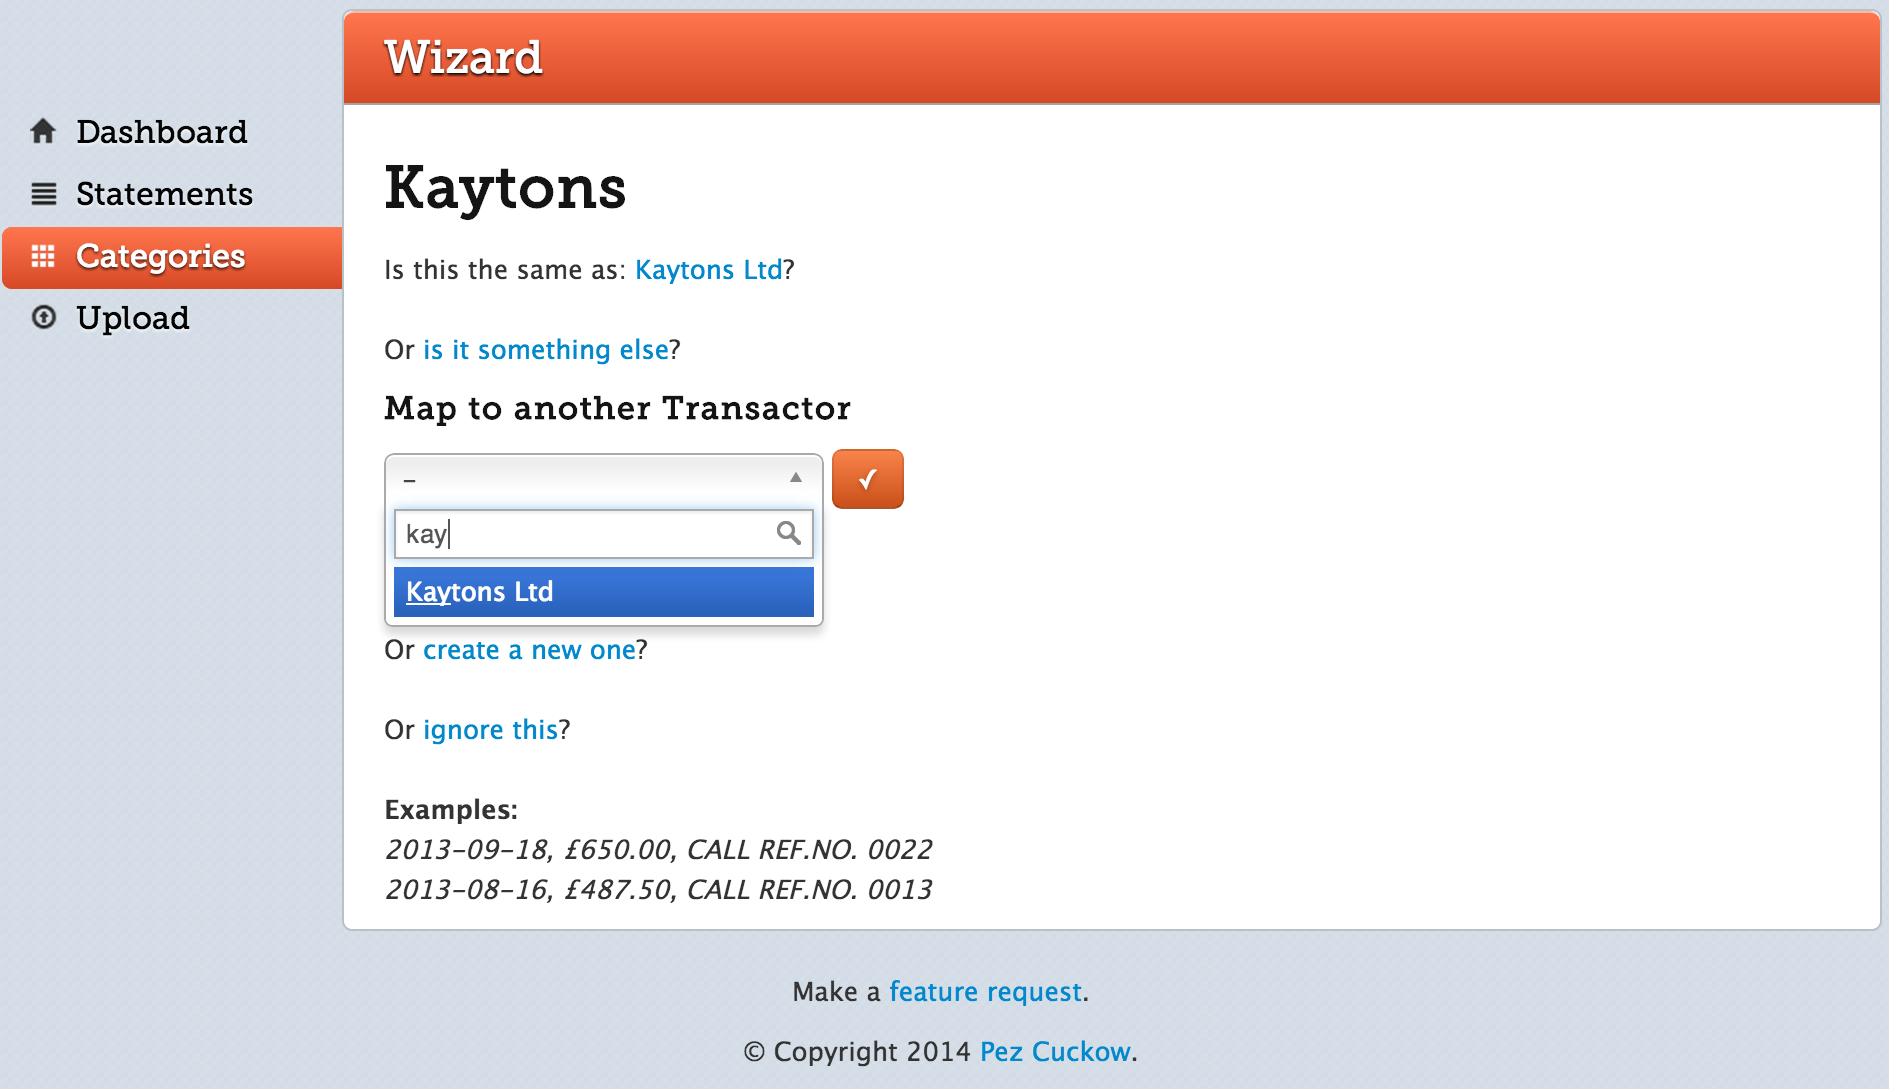 Wizard
Dashboard
Statements
Categories
Upload
Kaytons
Is this the same as: Kaytons Ltd?
Or is it something else?
Map to another Transactor
–
kay
Kaytons Ltd
Or create a new one?
Or ignore this?
Examples:
2013-09-18, £650.00, CALL REF.NO. 0022
2013-08-16, £487.50, CALL REF.NO. 0013
Make a feature request.
© Copyright 2014 Pez Cuckow.